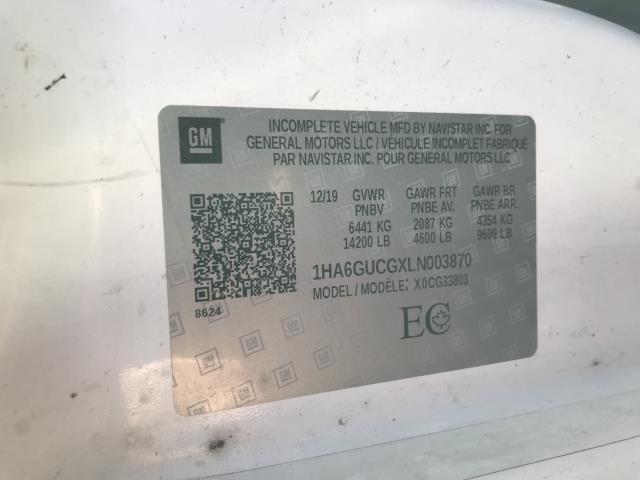 GM
INCOMPLETE VEHICLE MFD BY NAVISTAR INC. FOR
GENERAL MOTORS LLC / VÉHICULE INCOMPLET FABRIQUÉ
PAR NAVISTAR INC. POUR GENERAL MOTORS LLC
12/19 GVWR GAWR FRT GAWR RR
PNBV PNBE AV. PNBE ARR.
6441 KG 2087 KG 4354 KG
14200 LB 4600 LB 9600 LB
1HA6GUCGXLN003870
MODEL / MODÈLE: X0CG33803
8624
EC